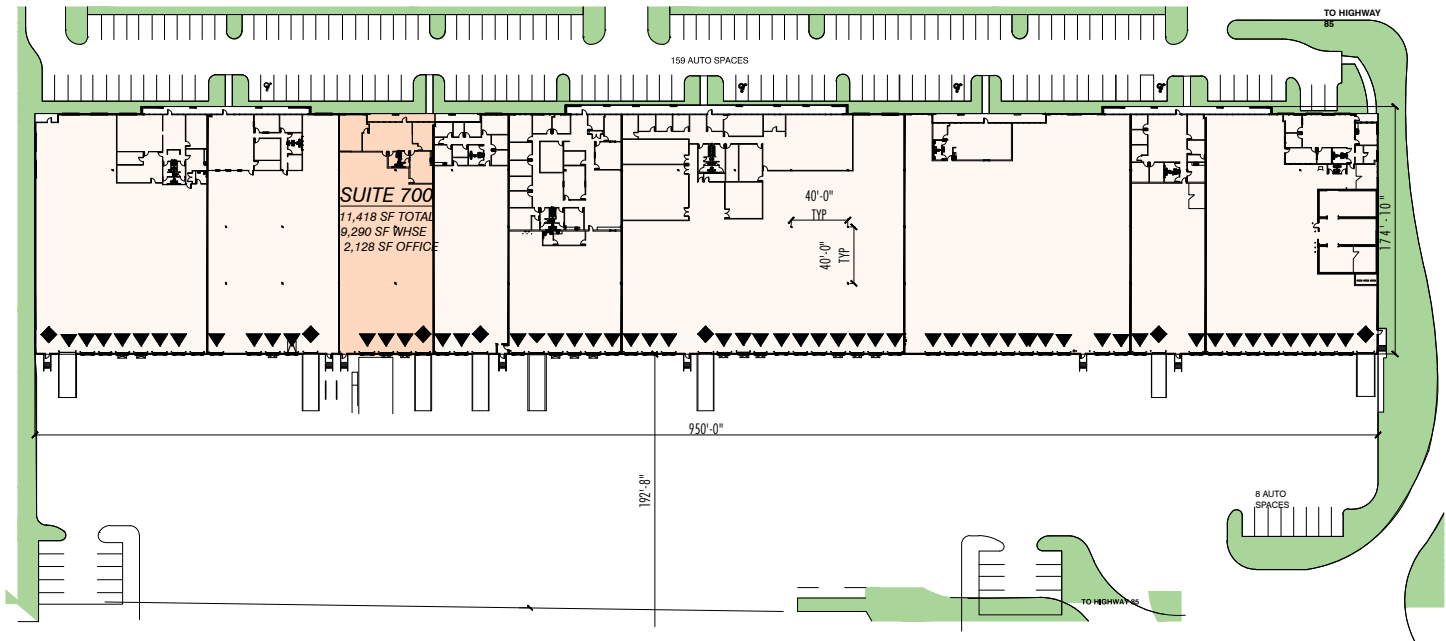 TO HIGHWAY
85
159 AUTO SPACES
SUITE 700
11,418 SF TOTAL
9,290 SF WHSE
2,128 SF OFFICE
40'-0"
TYP
40'-0"
TYP
174'-10"
950'-0"
192'-8"
8 AUTO
SPACES
TO HIGHWAY 85